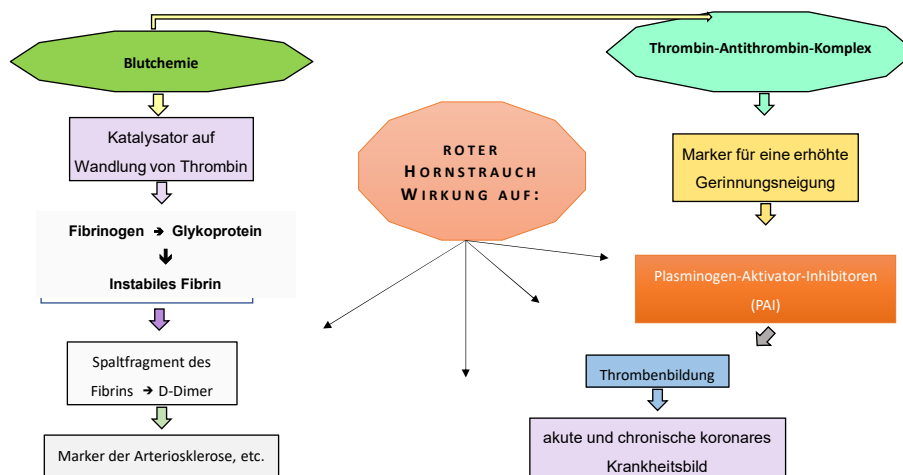 Blutchemie
Katalysator auf
Wandlung von Thrombin
Fibrinogen → Glykoprotein
Instabiles Fibrin
Spaltfragment des
Fibrins → D-Dimer
Marker der Arteriosklerose, etc.
ROTER
HORNSTRAUCH
WIRKUNG AUF:
Thrombin-Antithrombin-Komplex
Marker für eine erhöhte
Gerinnungsneigung
Plasminogen-Aktivator-Inhibitoren
(PAI)
Thrombenbildung
akute und chronische koronares
Krankheitsbild